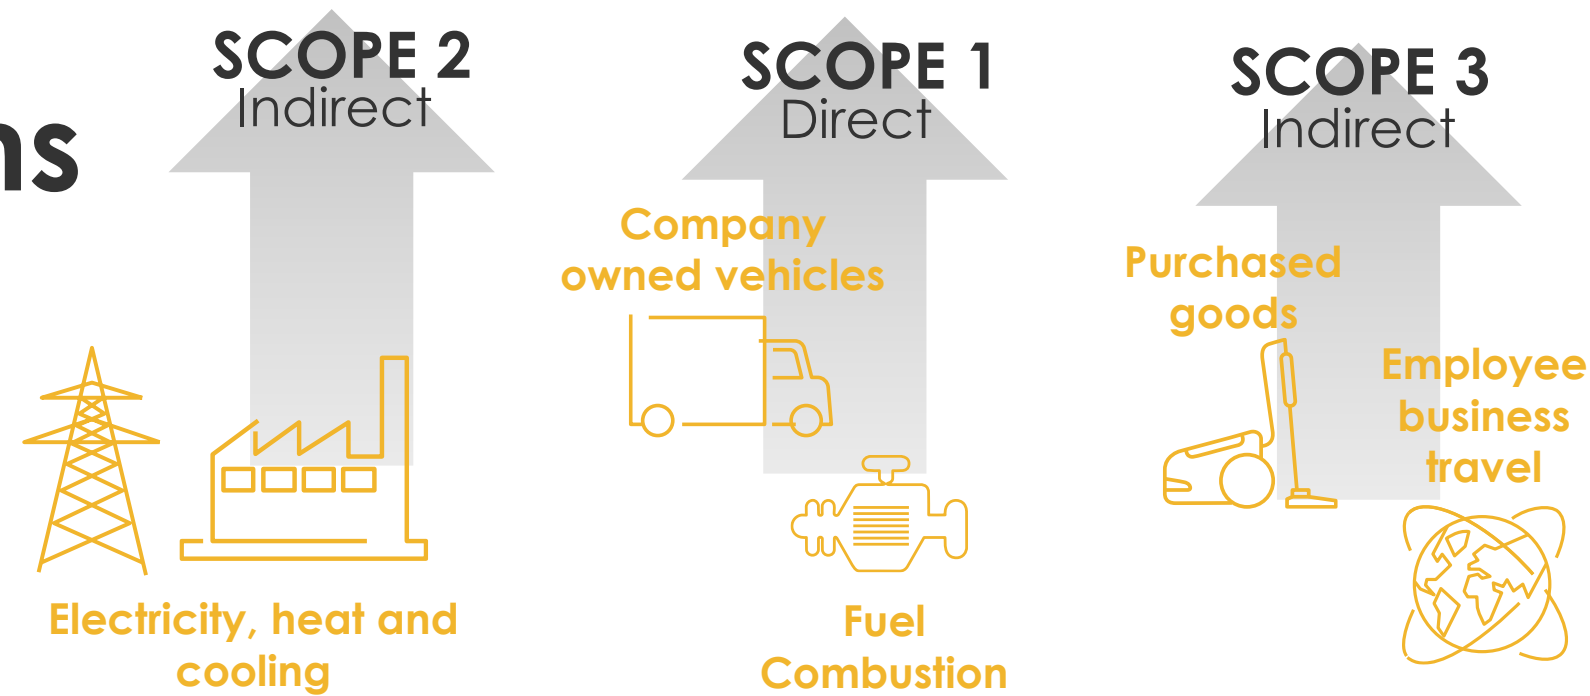 SCOPE 2
Indirect
Electricity, heat and
cooling
SCOPE 1
Direct
Company
owned vehicles
Fuel
Combustion
SCOPE 3
Indirect
Purchased
goods
Employee
business
travel